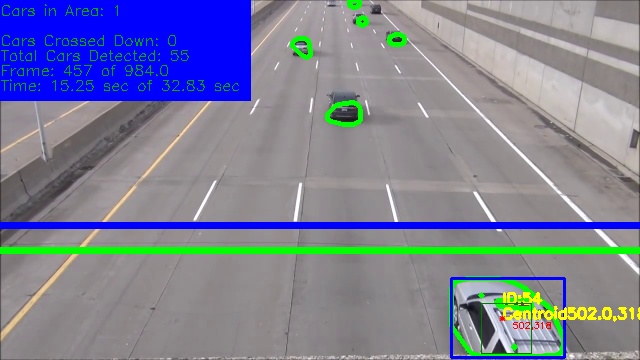 Cars in Area: 1
Cars Crossed Down: 0
Total Cars Detected: 55
Frame: 457 of 984.0
Time: 15.25 sec of 32.83 sec
ID:54
Centroid502.0,318
502,318